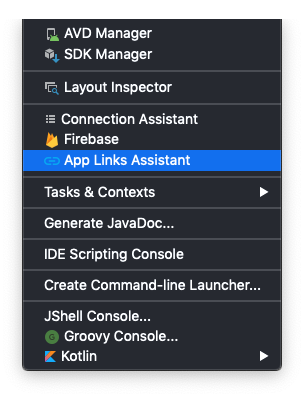 AVD Manager
SDK Manager
Layout Inspector
Connection Assistant
Firebase
App Links Assistant
Tasks & Contexts
Generate JavaDoc...
IDE Scripting Console
Create Command-line Launcher...
JShell Console...
G Groovy Console...
Kotlin